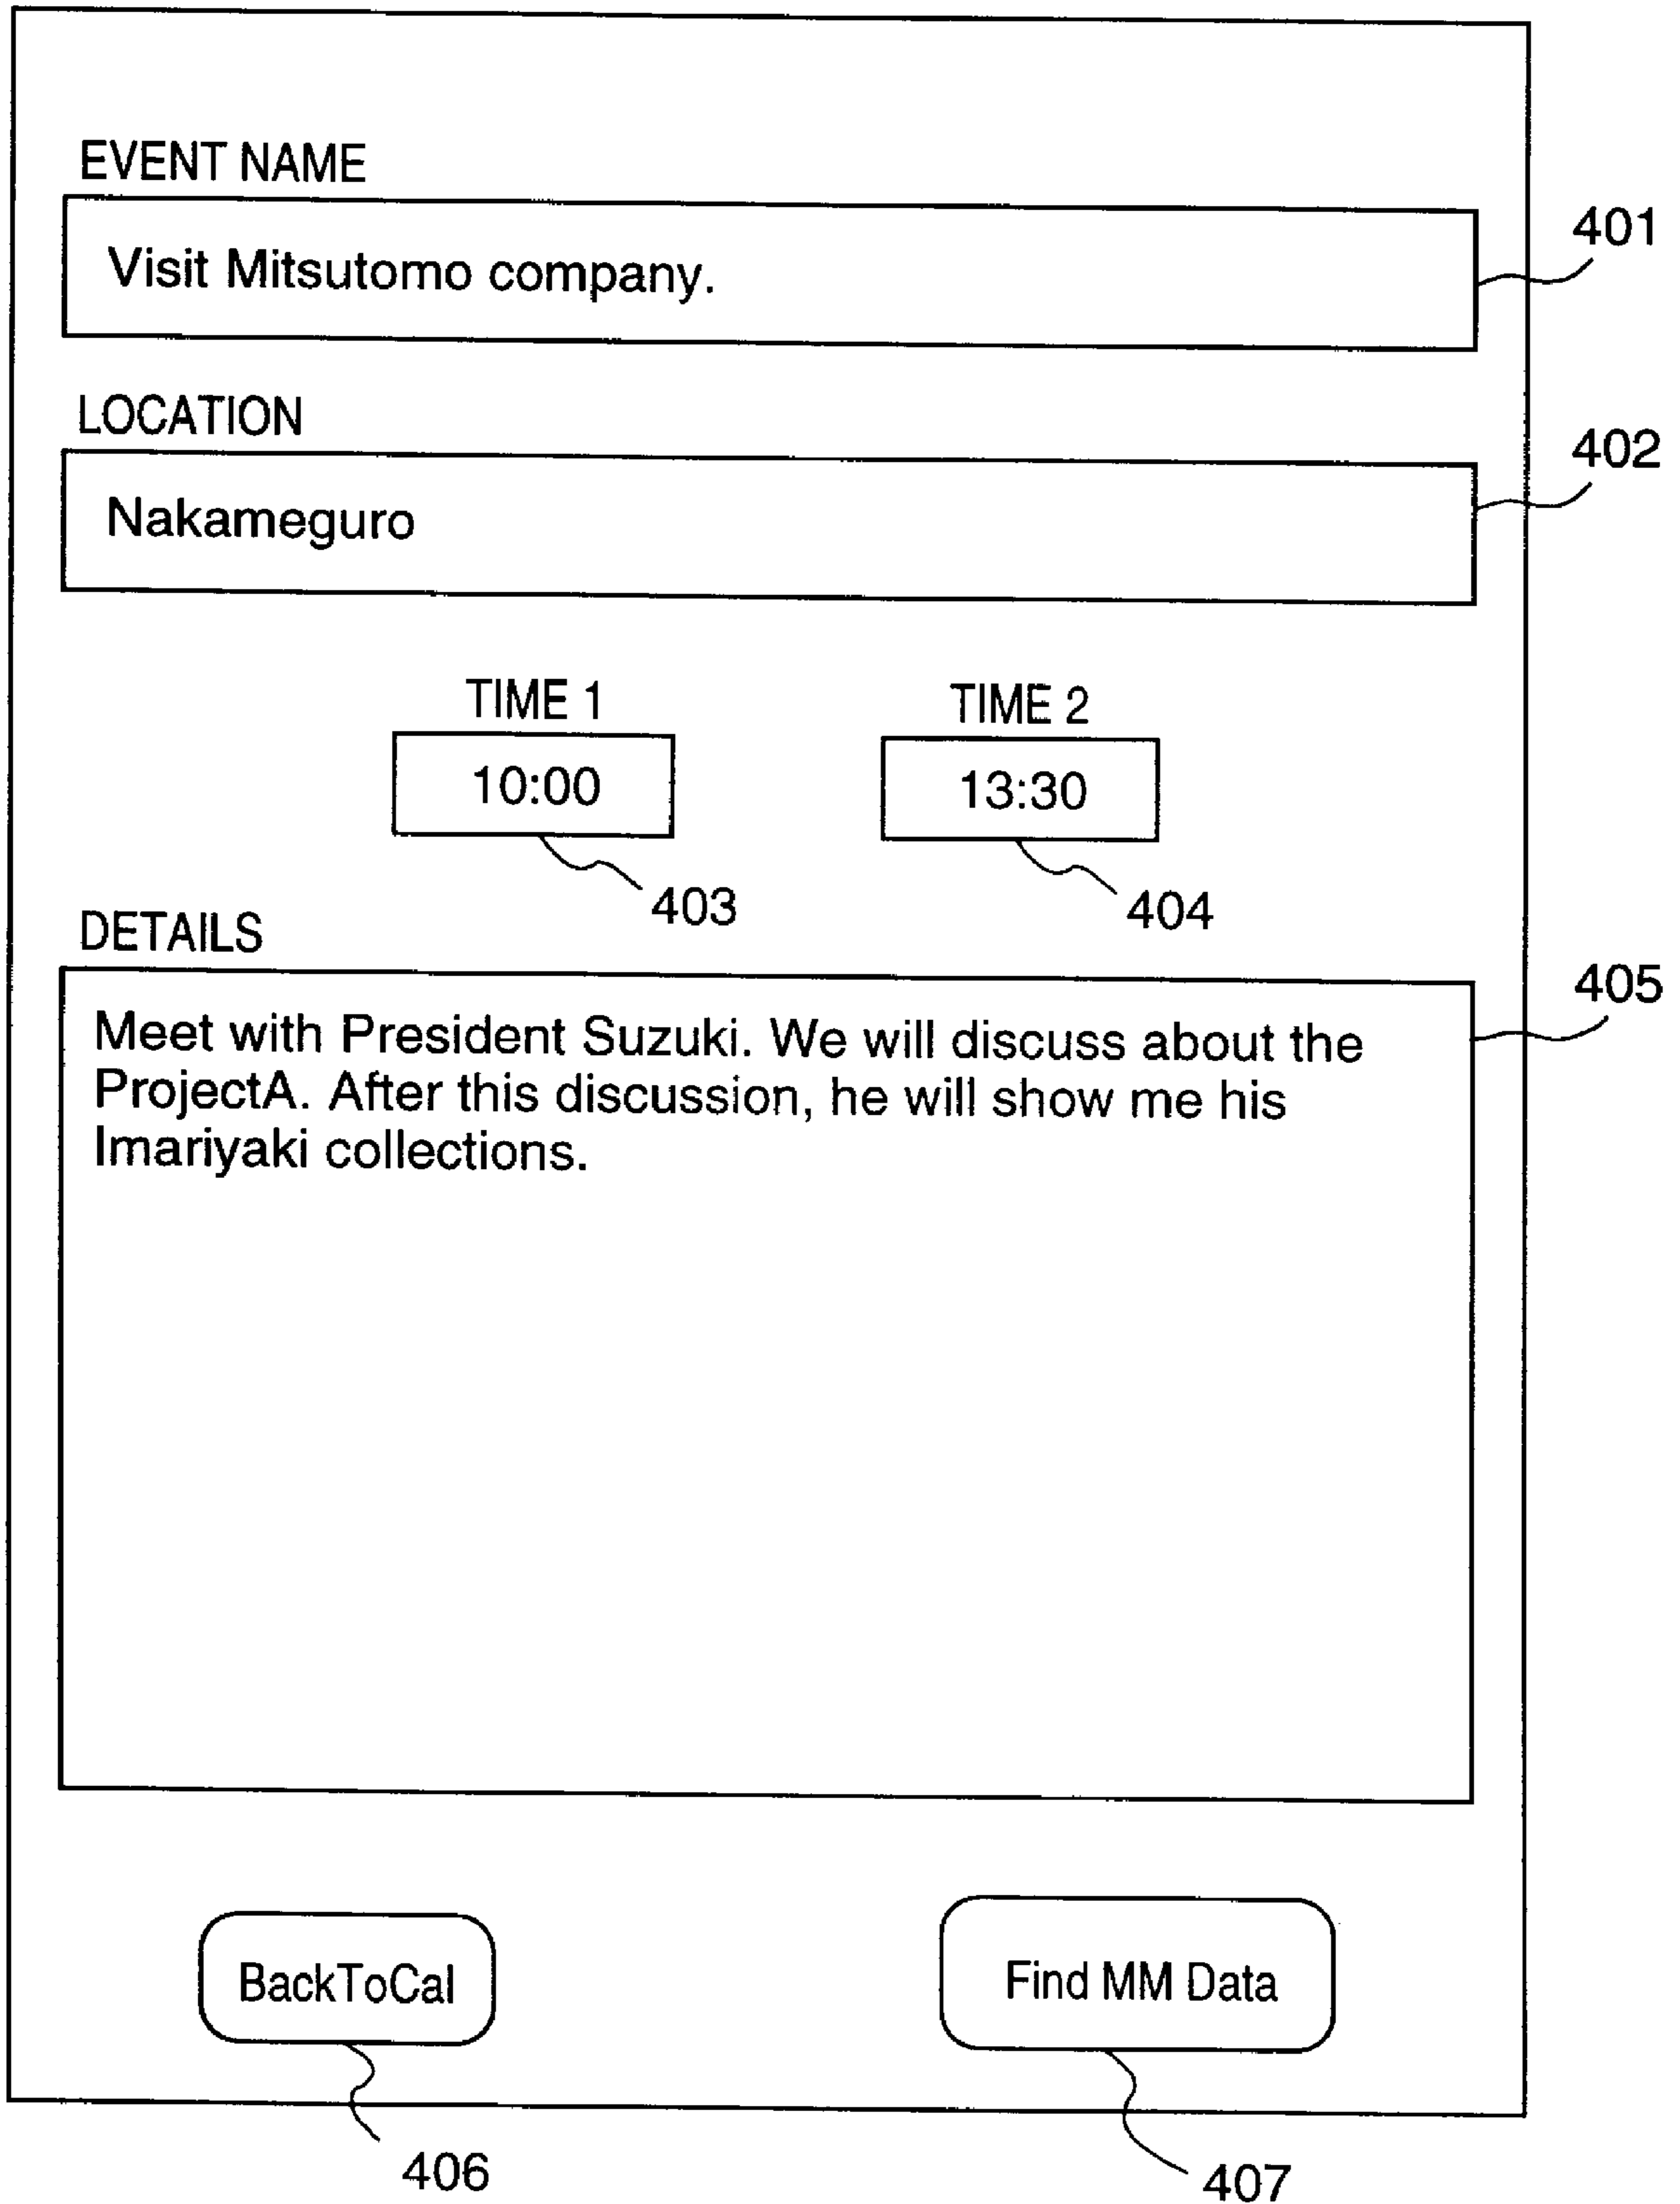 EVENT NAME
Visit Mitsutomo company.
401
LOCATION
402
Nakameguro
TIME 1
TIME 2
10:00
13:30
403
404
DETAILS
405
Meet with President Suzuki. We will discuss about the
ProjectA. After this discussion, he will show me his
Imariyaki collections.
BackToCal
Find MM Data
406
407